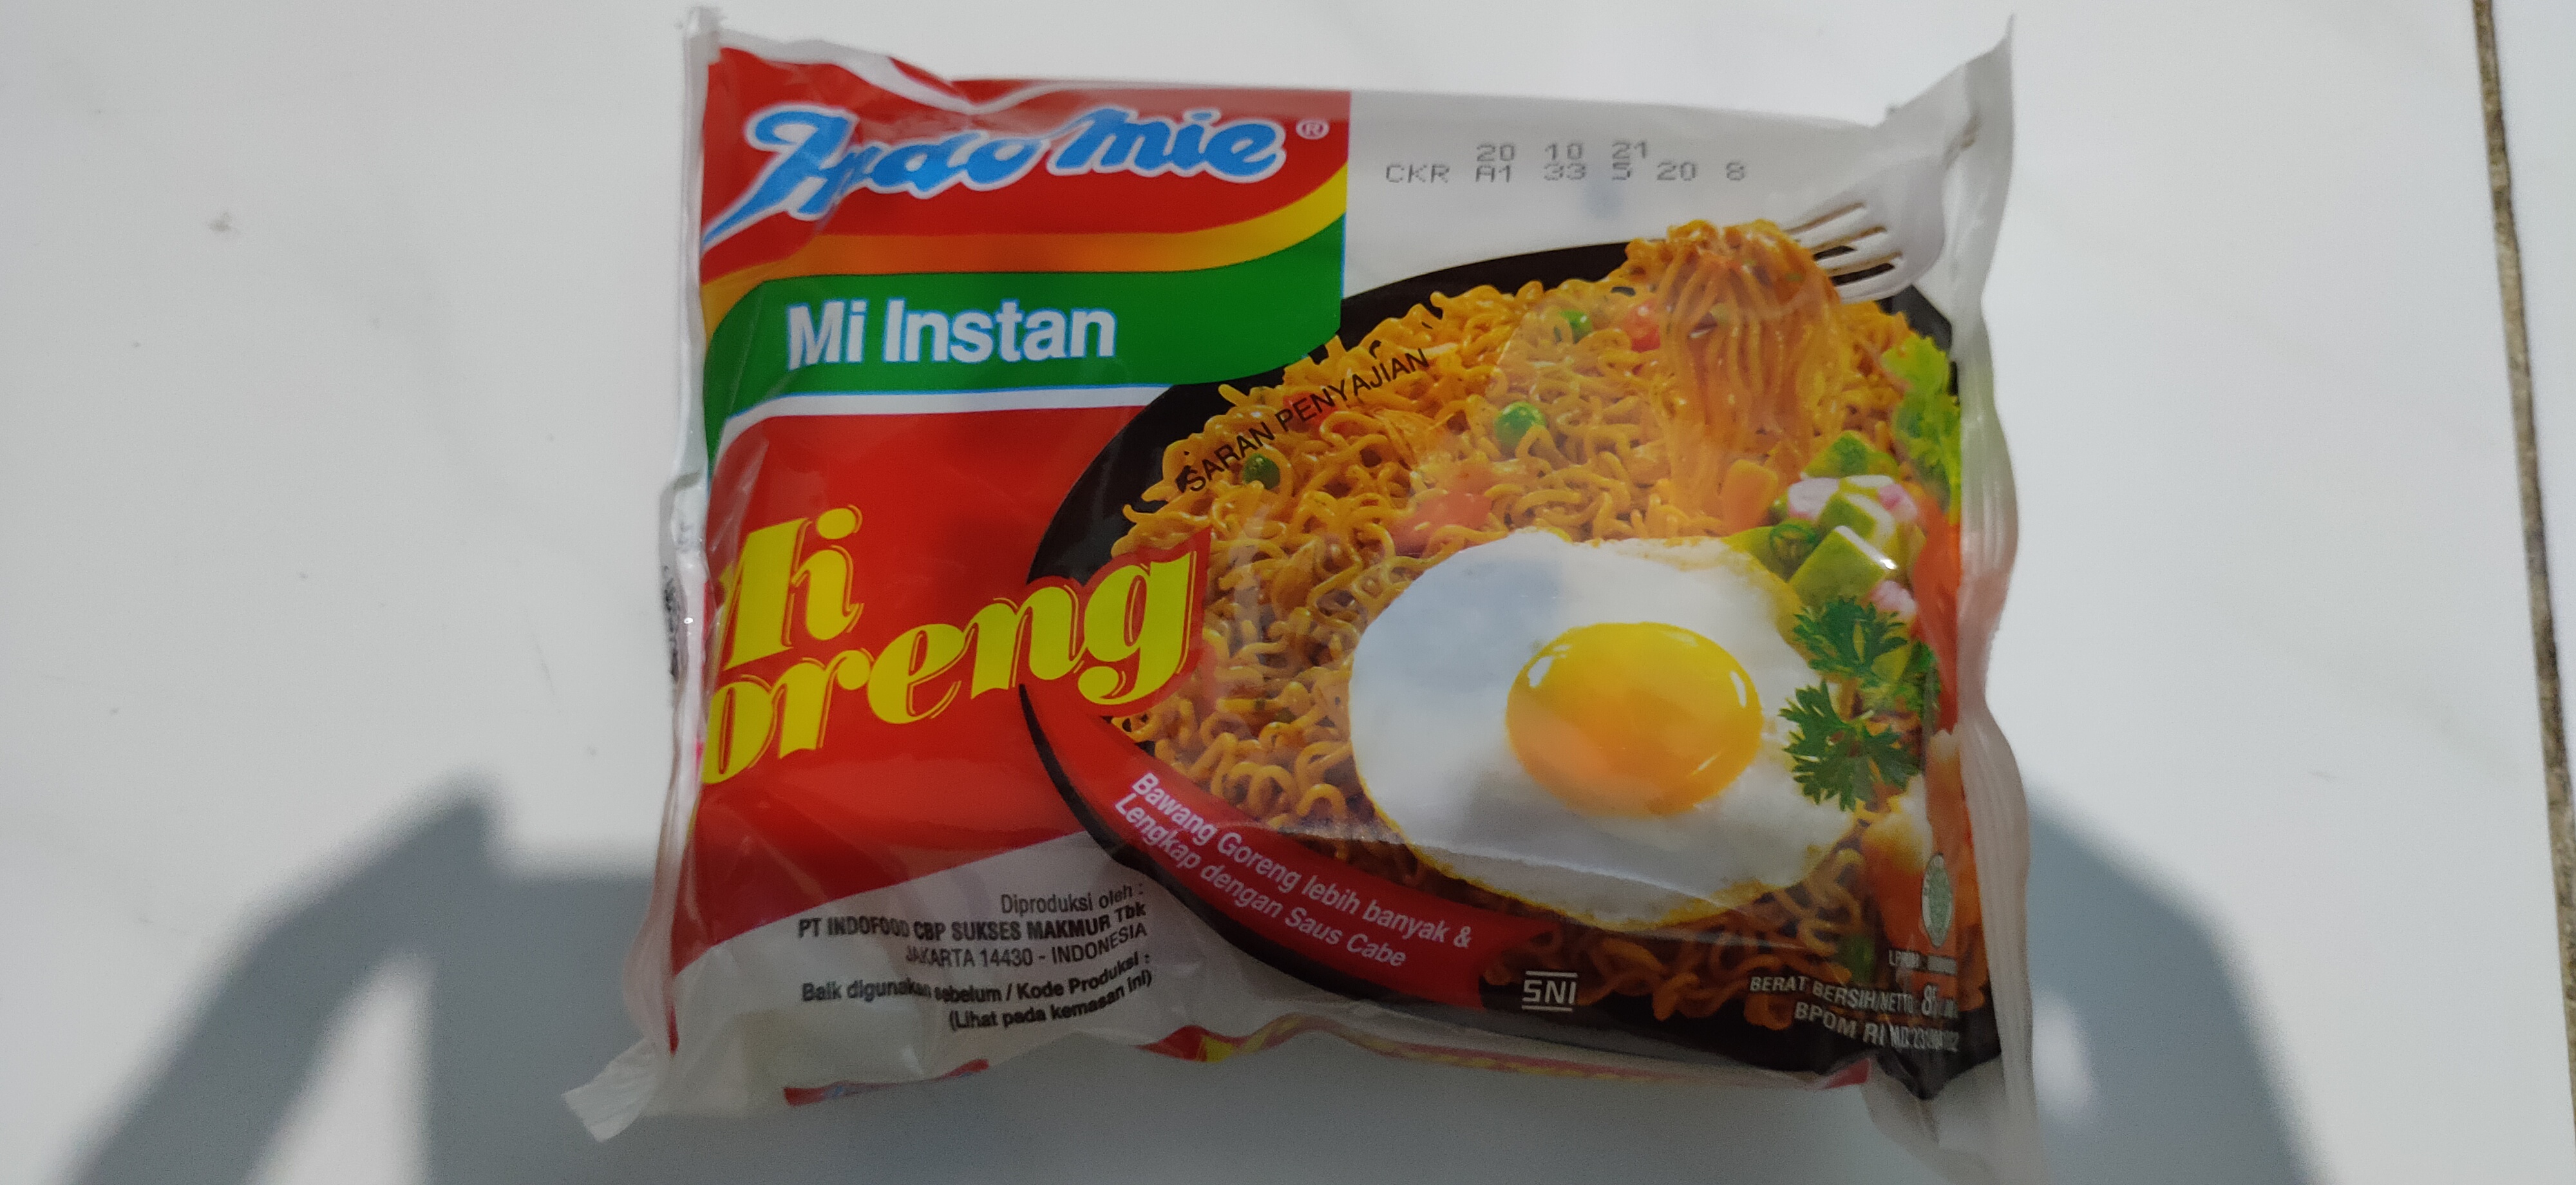 Indomie®
20 10 21
CKR A1 33 5 20 8
Mi Instan
SARAN PENYAJIAN
Mi
oreng
Bawang Goreng lebih banyak &
Lengkap dengan Saus Cabe
Diproduksi oleh :
PT INDOFOOD CBP SUKSES MAKMUR Tbk
JAKARTA 14430 - INDONESIA
Baik digunakan sebelum / Kode Produksi :
(Lihat pada kemasan ini)
SNI
BERAT BERSIH/NETTO
BPOM RI MD